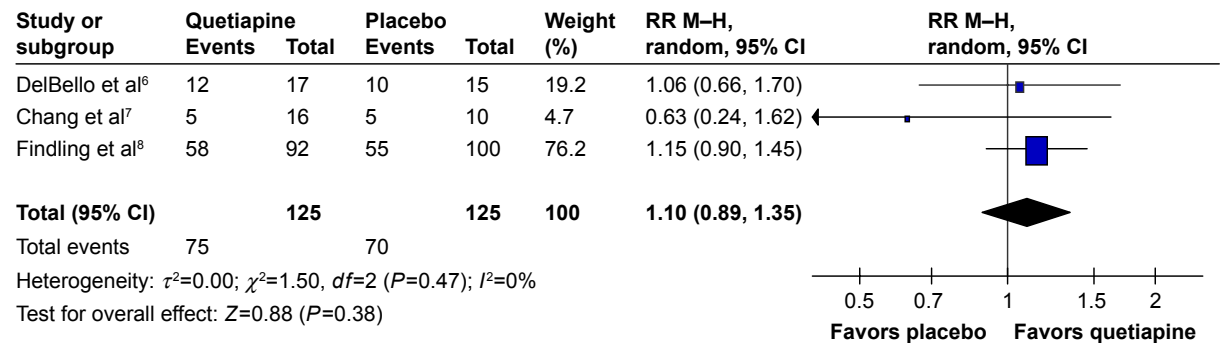 Study or subgroup Quetiapine Events Total Placebo Events Total Weight (%) RR M–H, random, 95% CI RR M–H, random, 95% CI
DelBello et al⁶ 12 17 10 15 19.2 1.06 (0.66, 1.70)
Chang et al⁷ 5 16 5 10 4.7 0.63 (0.24, 1.62)
Findling et al⁸ 58 92 55 100 76.2 1.15 (0.90, 1.45)
Total (95% CI) 125 125 100 1.10 (0.89, 1.35)
Total events 75 70
Heterogeneity: τ²=0.00; χ²=1.50, df=2 (P=0.47); I²=0%
Test for overall effect: Z=0.88 (P=0.38)
0.5 0.7 1 1.5 2
Favors placebo Favors quetiapine